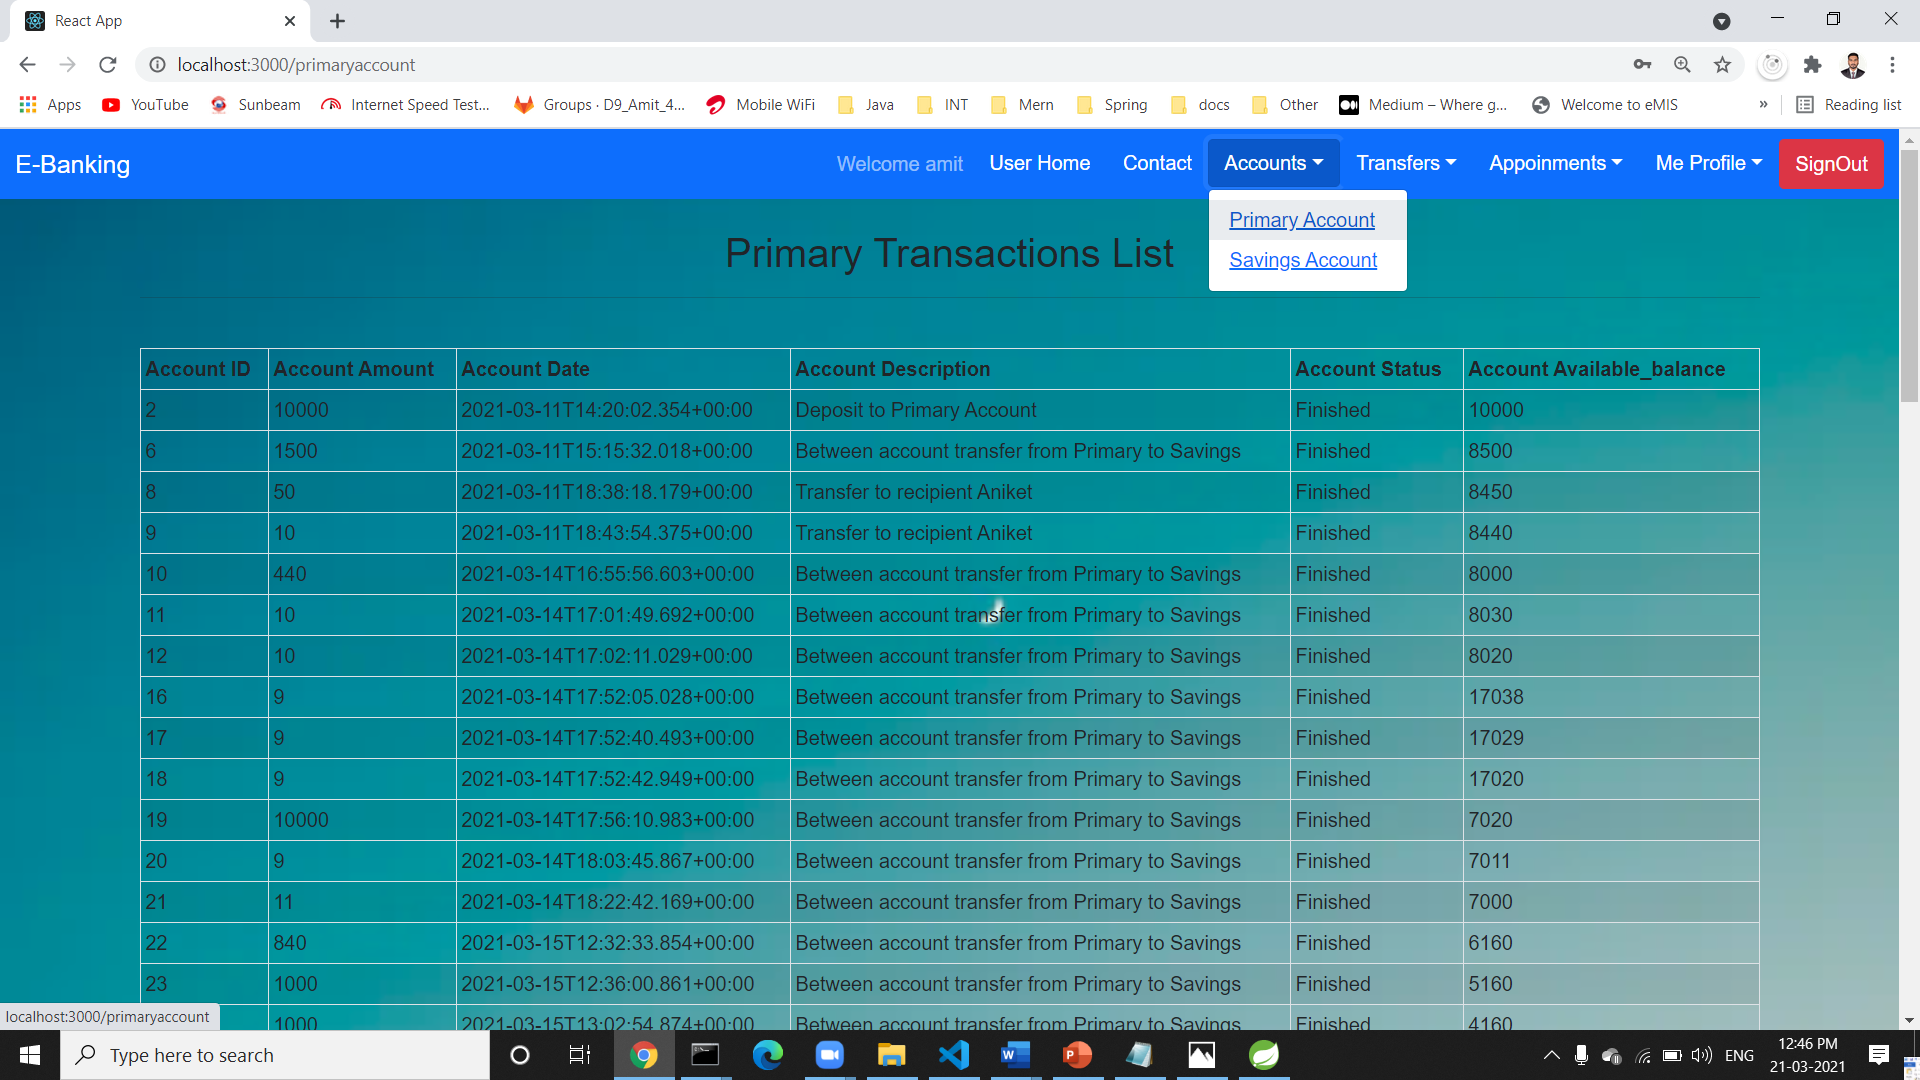 React App
localhost:3000/primaryaccount
Apps YouTube Sunbeam Internet Speed Test... Groups · D9_Amit_4... Mobile WiFi Java INT Mern Spring docs Other Medium – Where g... Welcome to eMIS » Reading list
E-Banking Welcome amit User Home Contact Accounts Transfers Appoinments Me Profile SignOut
Primary Account
Savings Account
Primary Transactions List
Account ID Account Amount Account Date Account Description Account Status Account Available_balance
2 10000 2021-03-11T14:20:02.354+00:00 Deposit to Primary Account Finished 10000
6 1500 2021-03-11T15:15:32.018+00:00 Between account transfer from Primary to Savings Finished 8500
8 50 2021-03-11T18:38:18.179+00:00 Transfer to recipient Aniket Finished 8450
9 10 2021-03-11T18:43:54.375+00:00 Transfer to recipient Aniket Finished 8440
10 440 2021-03-14T16:55:56.603+00:00 Between account transfer from Primary to Savings Finished 8000
11 10 2021-03-14T17:01:49.692+00:00 Between account transfer from Primary to Savings Finished 8030
12 10 2021-03-14T17:02:11.029+00:00 Between account transfer from Primary to Savings Finished 8020
16 9 2021-03-14T17:52:05.028+00:00 Between account transfer from Primary to Savings Finished 17038
17 9 2021-03-14T17:52:40.493+00:00 Between account transfer from Primary to Savings Finished 17029
18 9 2021-03-14T17:52:42.949+00:00 Between account transfer from Primary to Savings Finished 17020
19 10000 2021-03-14T17:56:10.983+00:00 Between account transfer from Primary to Savings Finished 7020
20 9 2021-03-14T18:03:45.867+00:00 Between account transfer from Primary to Savings Finished 7011
21 11 2021-03-14T18:22:42.169+00:00 Between account transfer from Primary to Savings Finished 7000
22 840 2021-03-15T12:32:33.854+00:00 Between account transfer from Primary to Savings Finished 6160
23 1000 2021-03-15T12:36:00.861+00:00 Between account transfer from Primary to Savings Finished 5160
1000 2021-03-15T13:02:54.874+00:00 Between account transfer from Primary to Savings Finished 4160
localhost:3000/primaryaccount
Type here to search
ENG
12:46 PM
21-03-2021